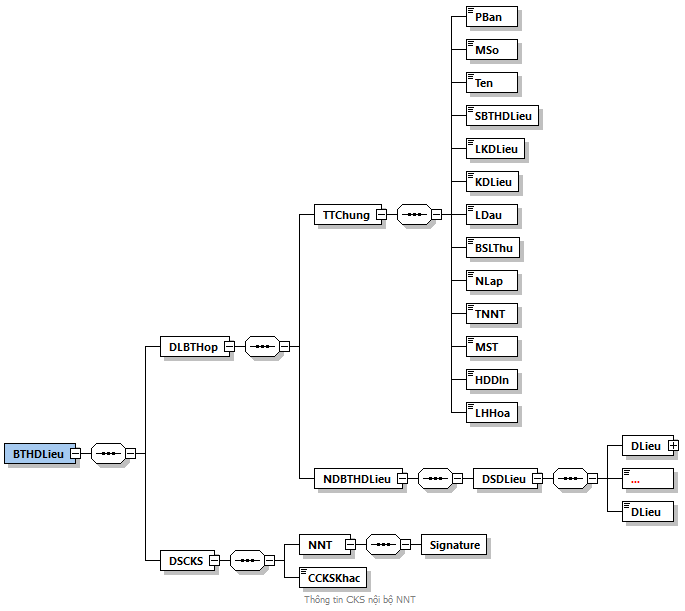 PBan
MSo
Ten
SBTHDLieu
LKDLieu
KDLieu
TTChung
LDau
BSLThu
NLap
TNNT
DLBTHop
MST
HDDIn
LHHoa
DLieu
BTHDLieu
NDBTHDLieu
DSDLieu
...
DLieu
NNT
Signature
DSCKS
CCKSKhac
Thông tin CKS nội bộ NNT